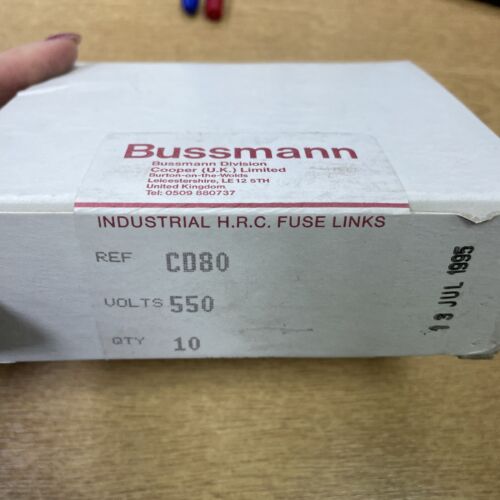 Bussmann
Bussmann Division
Cooper (U.K.) Limited
Burton-on-the-Wolds
Leicestershire, LE12 5TH
United Kingdom
Tel: 0509 880737
INDUSTRIAL H.R.C. FUSE LINKS
REF CD80
VOLTS 550
QTY 10
13 JUL 1995